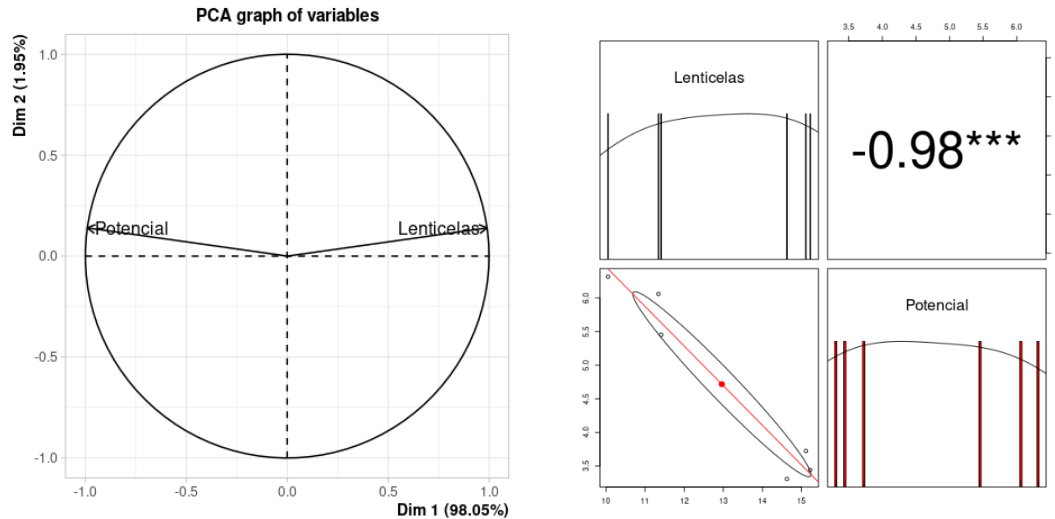 PCA graph of variables
Dim 2 (1.95%)
1.0
0.5
0.0
-0.5
-1.0
Potencial
Lenticelas
-1.0
-0.5
0.0
0.5
1.0
Dim 1 (98.05%)
3.5 4.0 4.5 5.0 5.5 6.0
Lenticelas
-0.98***
6.0
5.5
5.0
4.5
4.0
3.5
Potencial
10 11 12 13 14 15